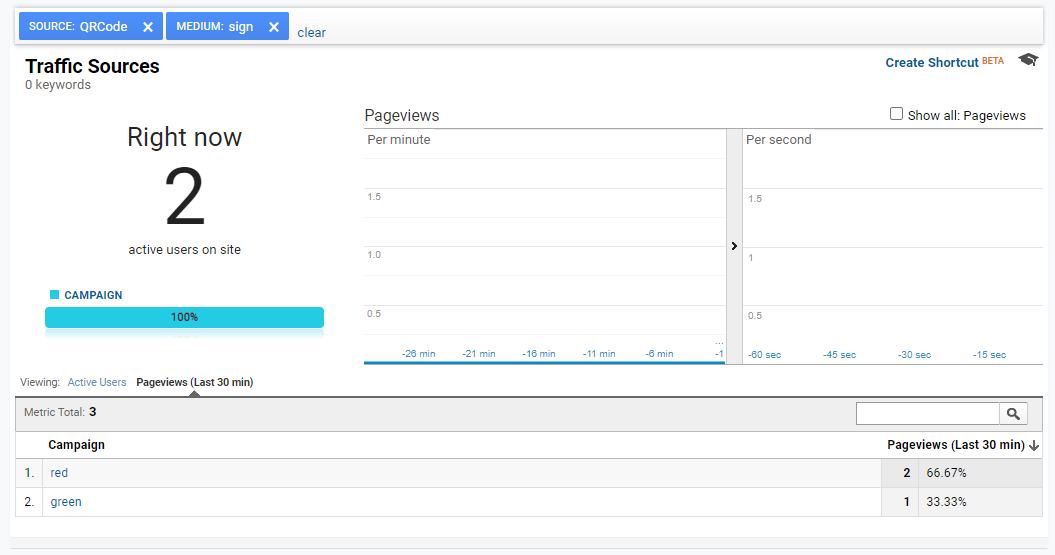 SOURCE: QRCode × MEDIUM: sign × clear
Traffic Sources
0 keywords
Create Shortcut BETA
Right now
2
active users on site
CAMPAIGN
100%
Pageviews
Show all: Pageviews
Per minute
1.5
1.0
0.5
...
-26 min -21 min -16 min -11 min -6 min -1
Per second
1.5
1
0.5
-60 sec -45 sec -30 sec -15 sec
Viewing: Active Users Pageviews (Last 30 min)
Metric Total: 3
Campaign Pageviews (Last 30 min)
1. red 2 66.67%
2. green 1 33.33%